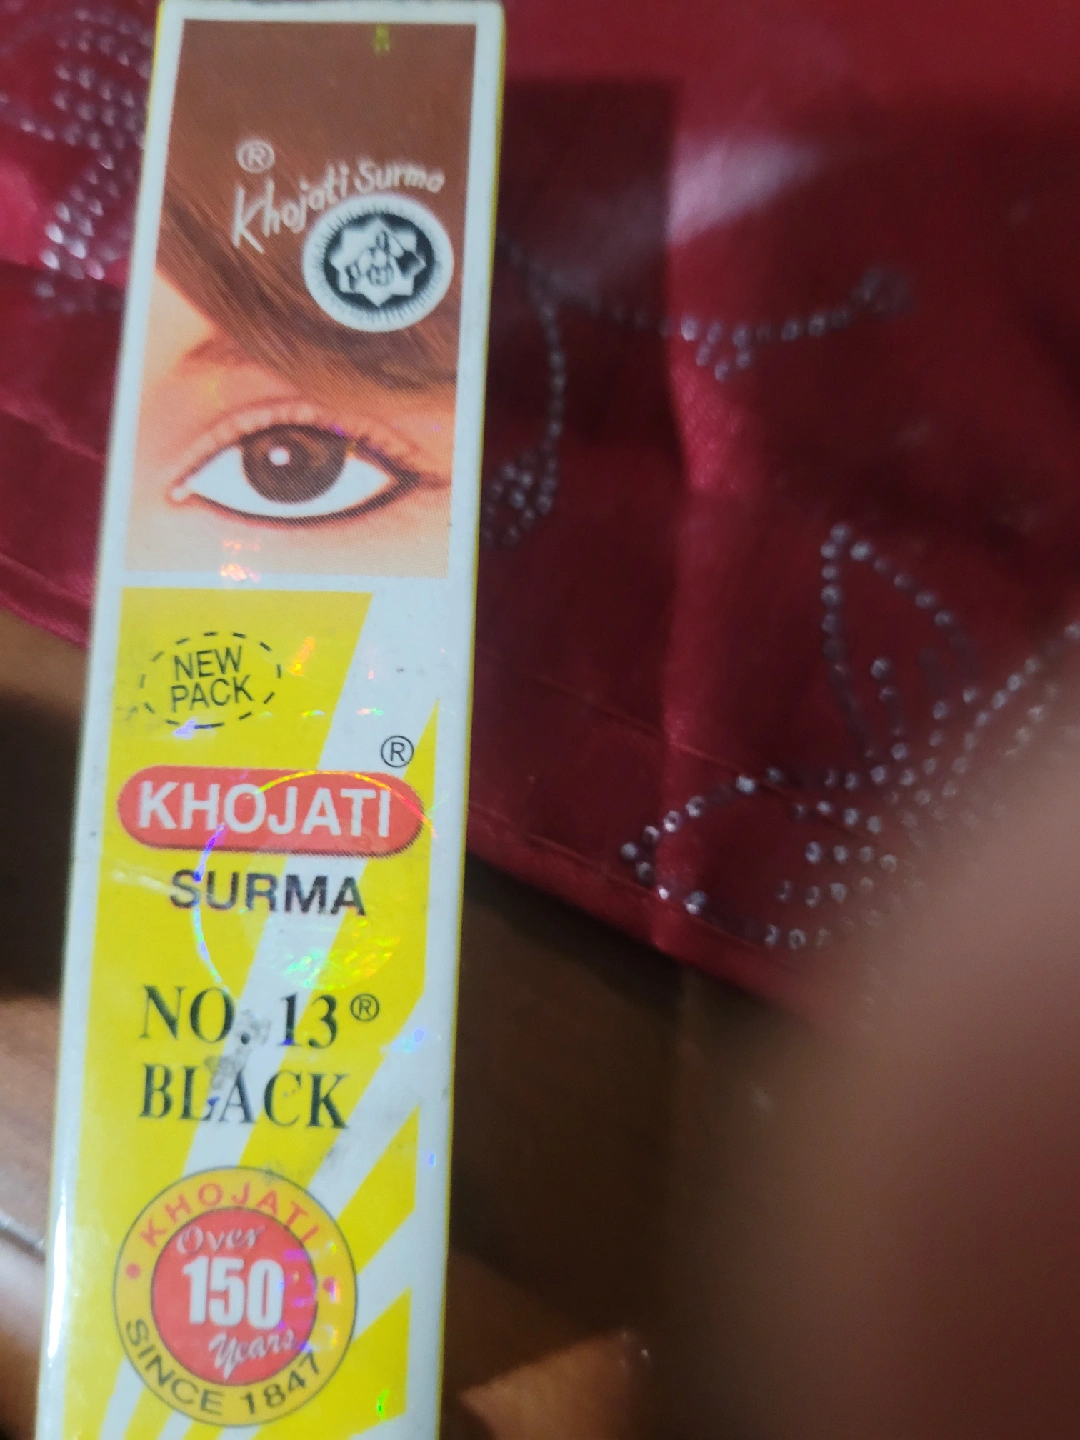 ®
Khojati Surma
NEW
PACK
®
KHOJATI
SURMA
NO. 13®
BLACK
KHOJATI
Over
150
Years
SINCE 1847